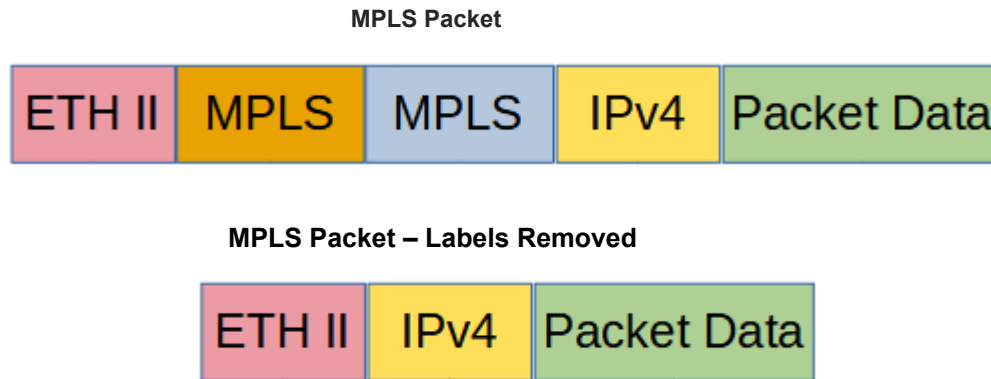 MPLS Packet
ETH II MPLS MPLS IPv4 Packet Data
MPLS Packet – Labels Removed
ETH II IPv4 Packet Data